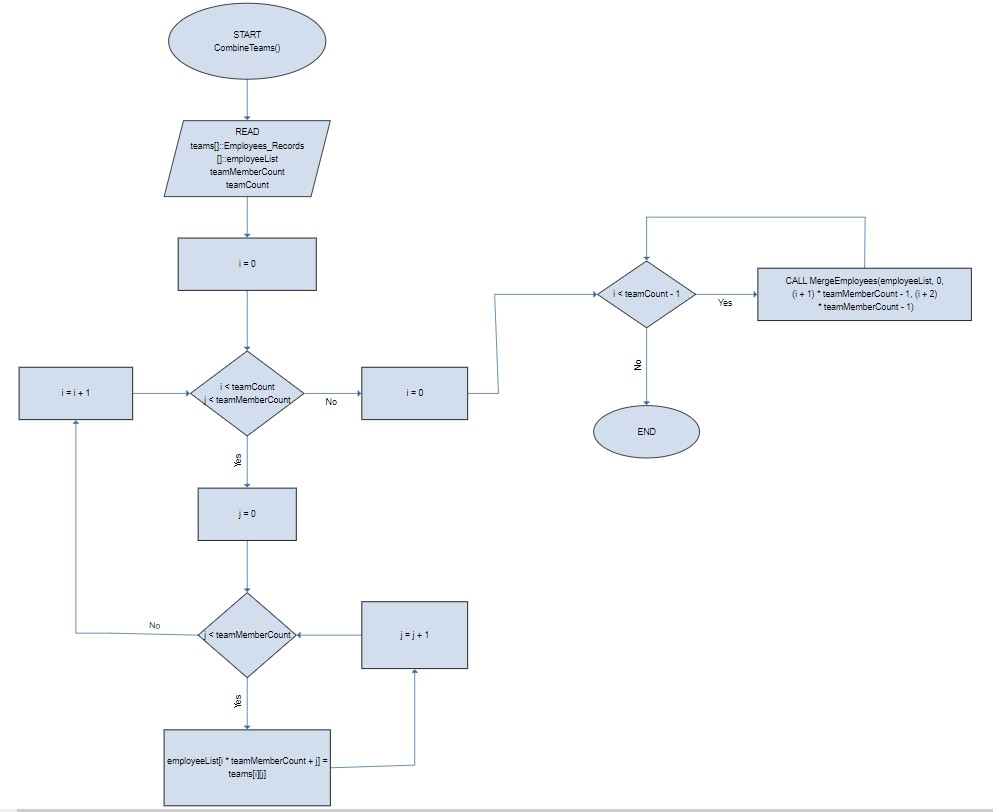 START
CombineTeams()
READ
teams[]::Employees_Records
[]::employeeList
teamMemberCount
teamCount
i = 0
i < teamCount
j < teamMemberCount
i = i + 1
No
i = 0
Yes
j = 0
j < teamMemberCount
No
j = j + 1
Yes
employeeList[i * teamMemberCount + j] =
teams[i][j]
i < teamCount - 1
Yes
CALL MergeEmployees(employeeList, 0,
(i + 1) * teamMemberCount - 1, (i + 2)
* teamMemberCount - 1)
No
END